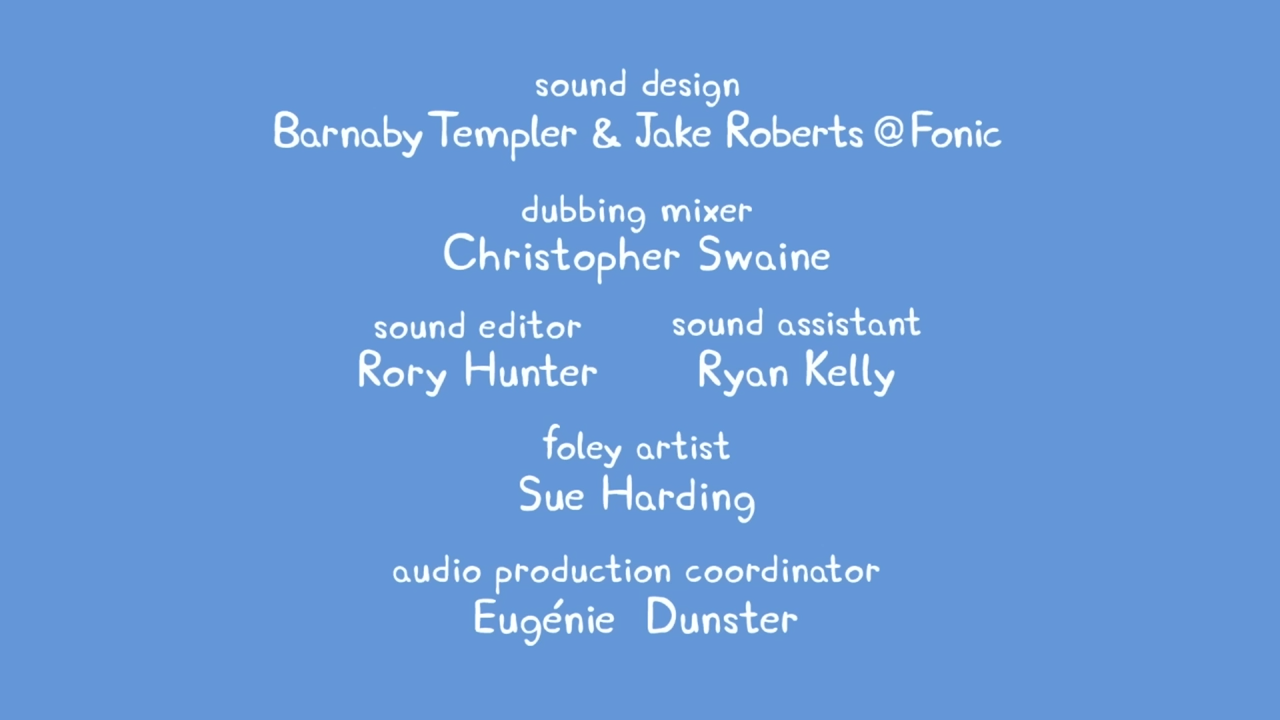 sound design
Barnaby Templer & Jake Roberts @ Fonic
dubbing mixer
Christopher Swaine
sound editor
Rory Hunter
sound assistant
Ryan Kelly
foley artist
Sue Harding
audio production coordinator
Eugénie Dunster